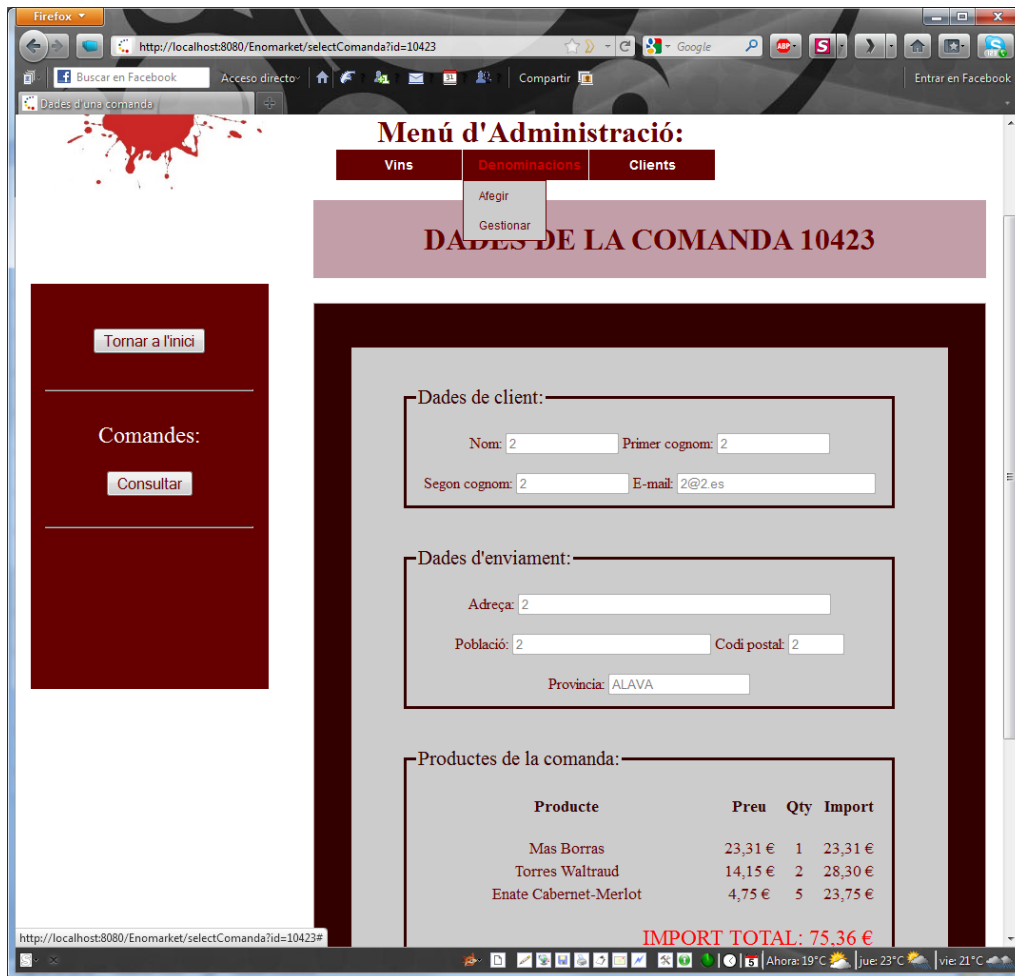 Firefox
http://localhost:8080/Enomarket/selectComanda?id=10423
Google
ABP
S
Buscar en Facebook
Acceso directo
31
Compartir
Entrar en Facebook
Dades d'una comanda
Menú d'Administració:
Vins
Denominacions
Clients
Afegir
Gestionar
DADES DE LA COMANDA 10423
Tornar a l'inici
Comandes:
Consultar
Dades de client:
Nom: 2 Primer cognom: 2
Segon cognom: 2 E-mail: 2@2.es
Dades d'enviament:
Adreça: 2
Població: 2 Codi postal: 2
Provincia: ALAVA
Productes de la comanda:
Producte Preu Qty Import
Mas Borras 23,31 € 1 23,31 €
Torres Waltraud 14,15 € 2 28,30 €
Enate Cabernet-Merlot 4,75 € 5 23,75 €
IMPORT TOTAL: 75,36 €
http://localhost:8080/Enomarket/selectComanda?id=10423#
S
5
Ahora: 19°C
jue: 23°C
vie: 21°C